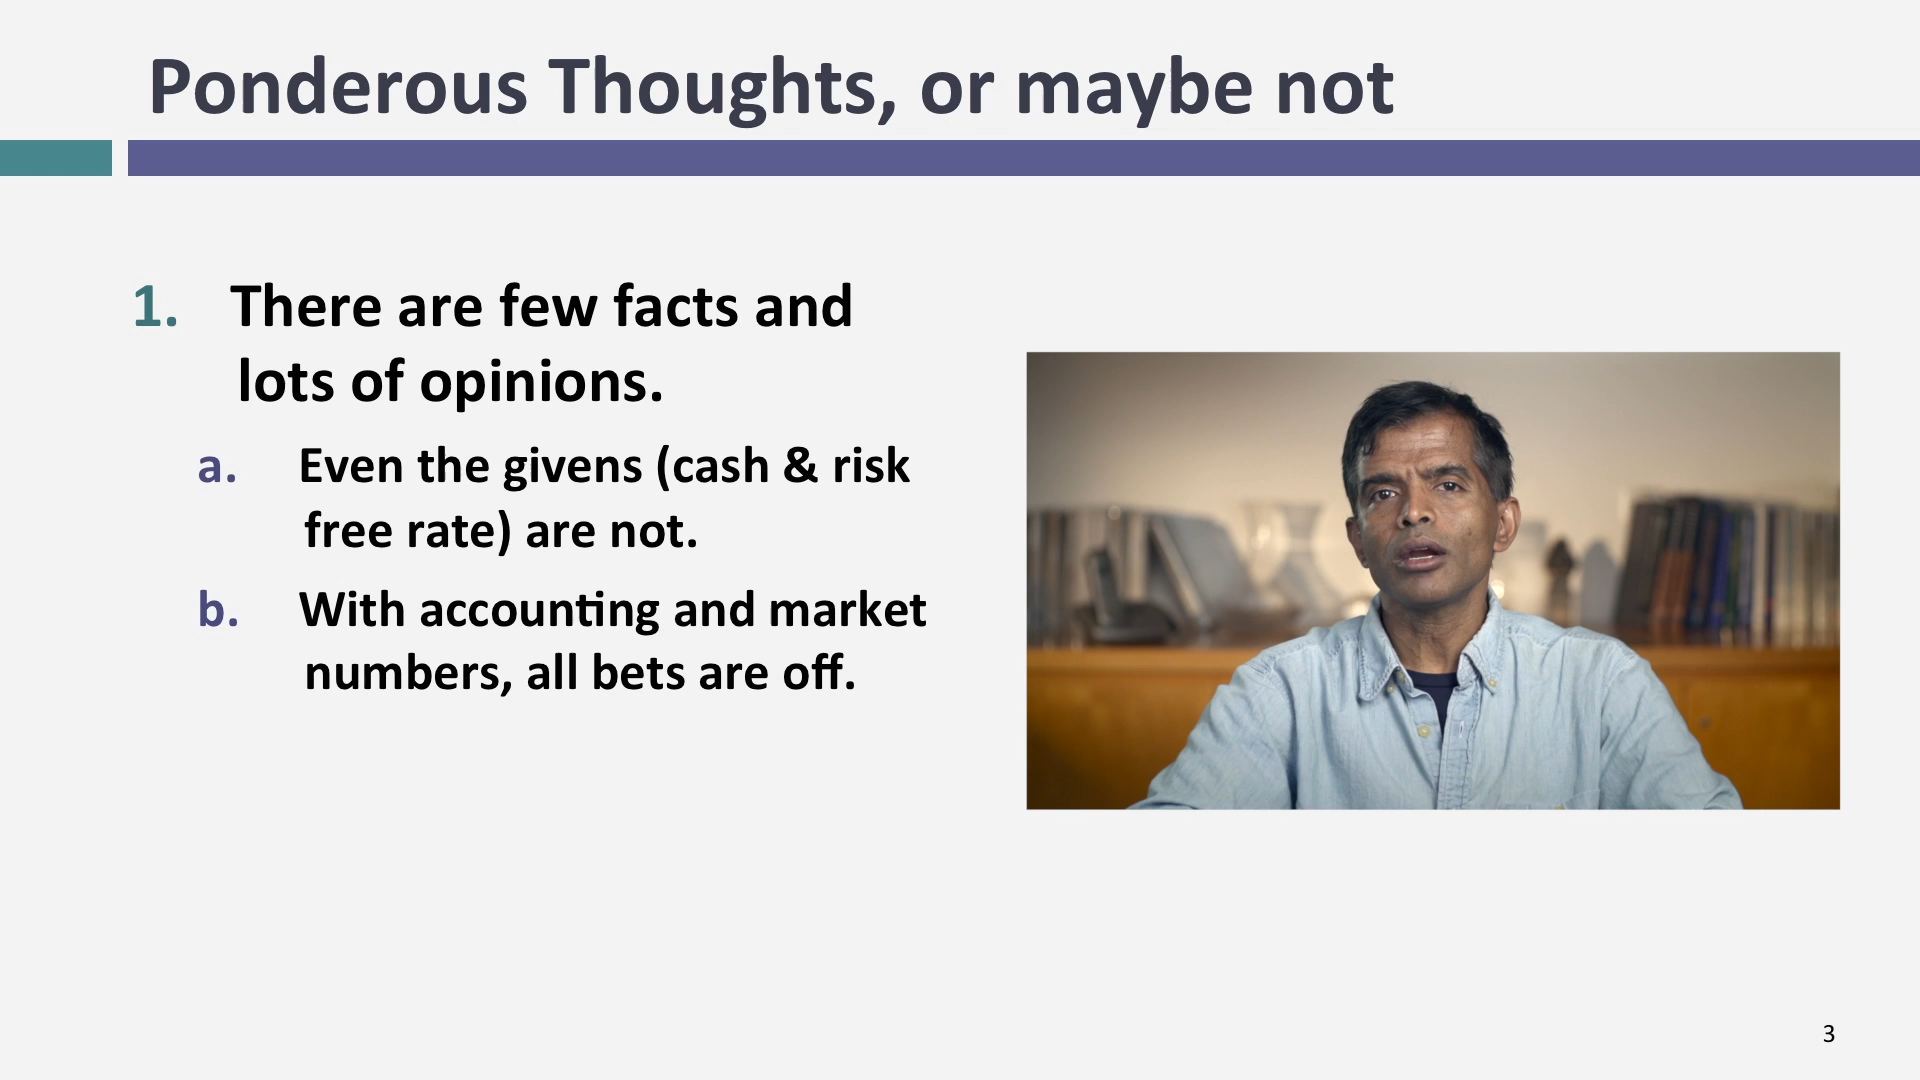 Ponderous Thoughts, or maybe not
1. There are few facts and
lots of opinions.
a. Even the givens (cash & risk
free rate) are not.
b. With accounting and market
numbers, all bets are off.
3